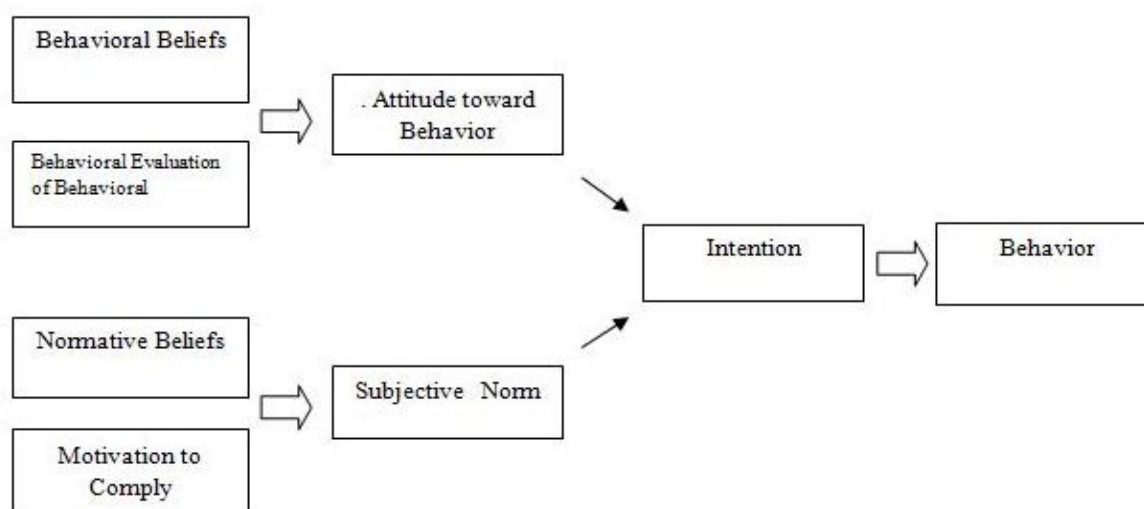 Behavioral Beliefs
. Attitude toward
Behavior
Behavioral Evaluation
of Behavioral
Intention
Behavior
Normative Beliefs
Subjective Norm
Motivation to
Comply